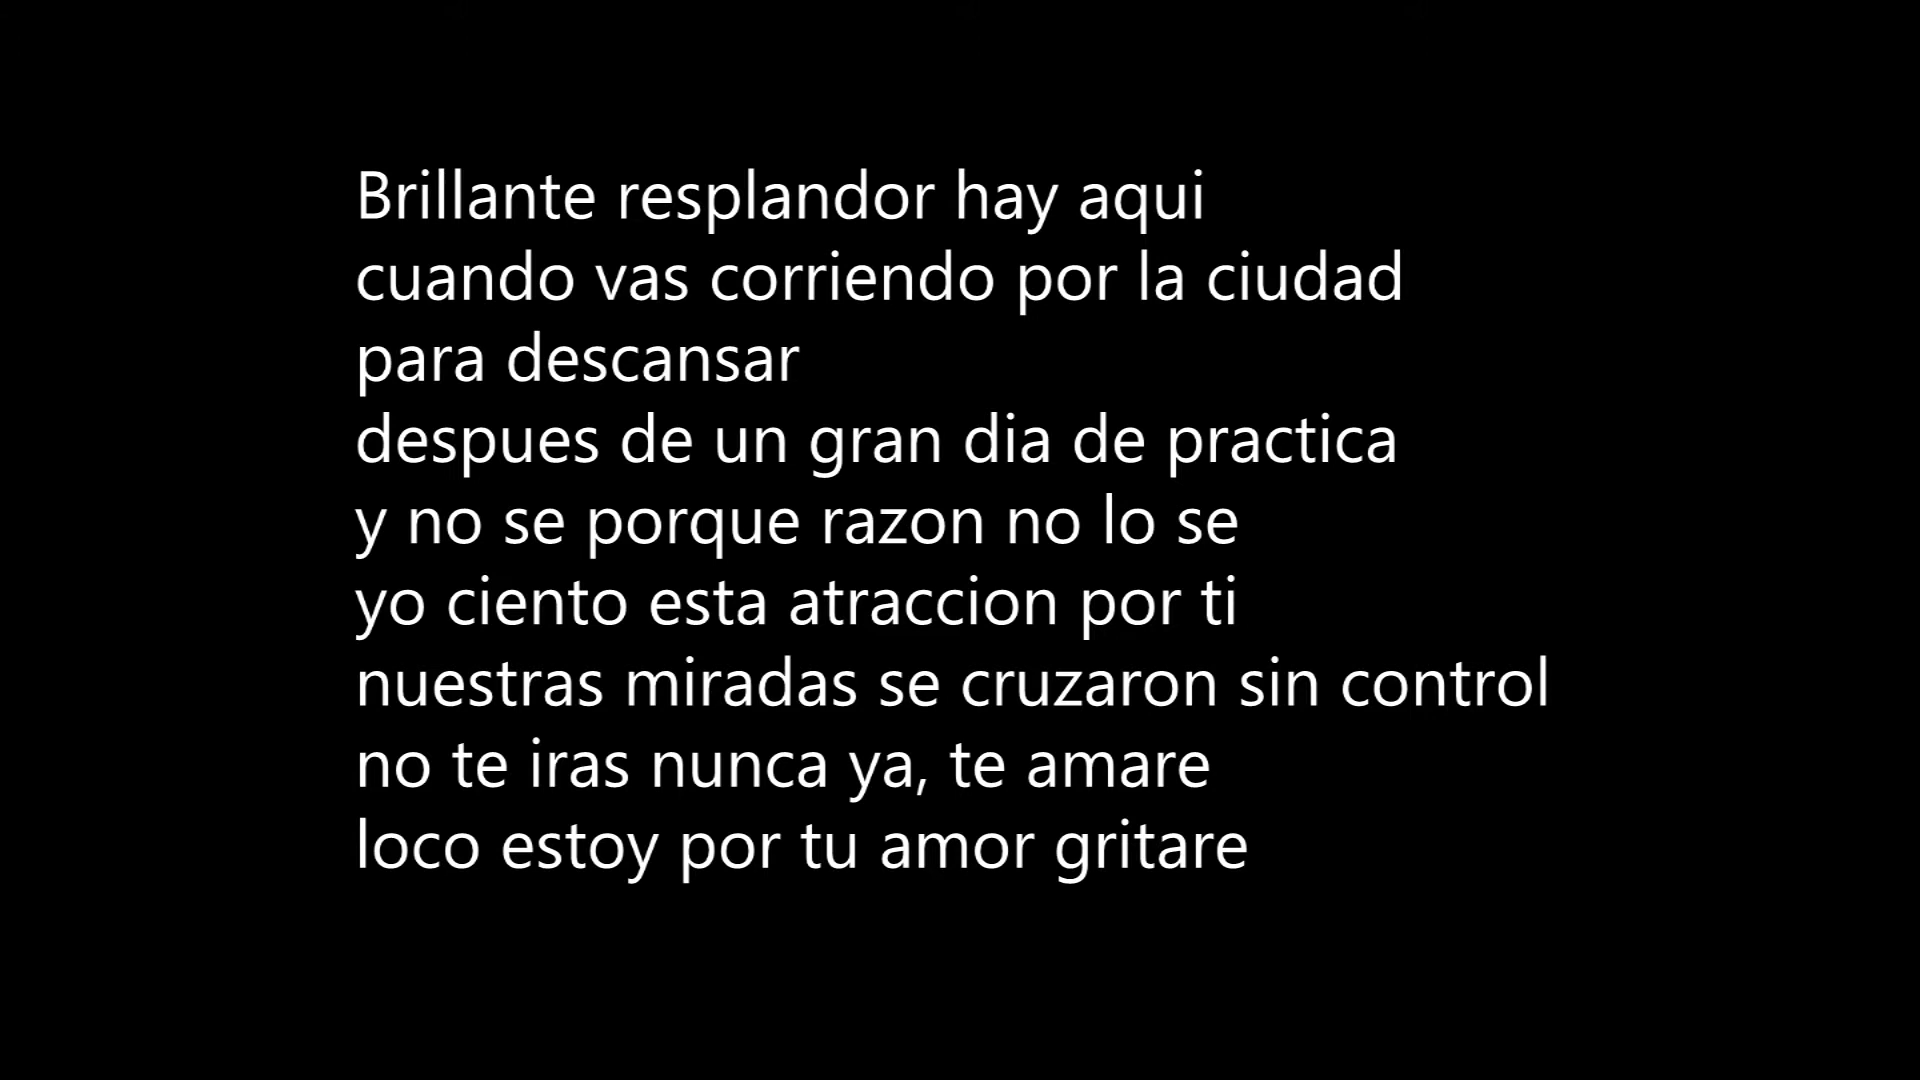 Brillante resplandor hay aqui
cuando vas corriendo por la ciudad
para descansar
despues de un gran dia de practica
y no se porque razon no lo se
yo ciento esta atraccion por ti
nuestras miradas se cruzaron sin control
no te iras nunca ya, te amare
loco estoy por tu amor gritare